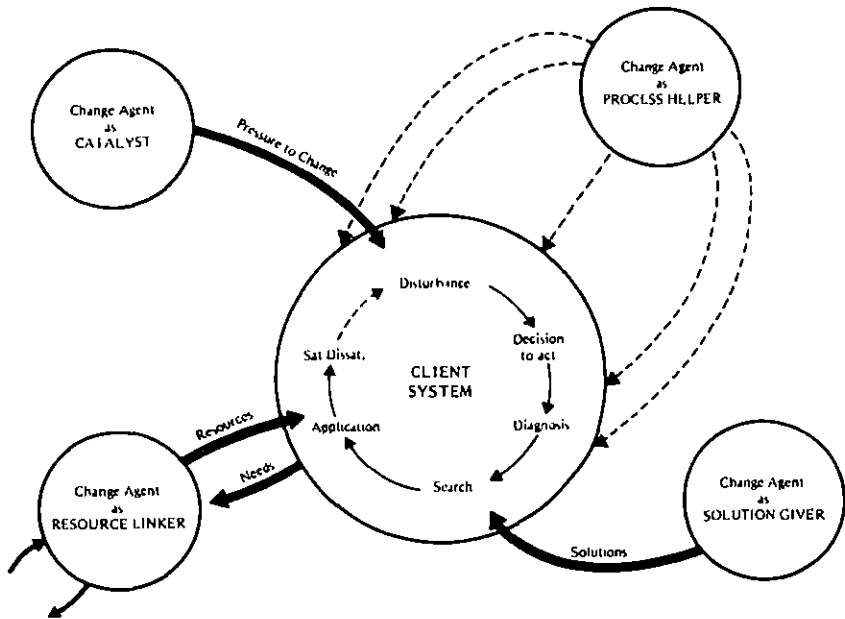 Change Agent
as
CATALYST
Pressure to Change
Change Agent
as
PROCESS HELPER
Disturbance
Decision
to act
Diagnosis
Search
Application
Sat Dissat.
CLIENT
SYSTEM
Resources
Needs
Change Agent
as
RESOURCE LINKER
Change Agent
as
SOLUTION GIVER
Solutions